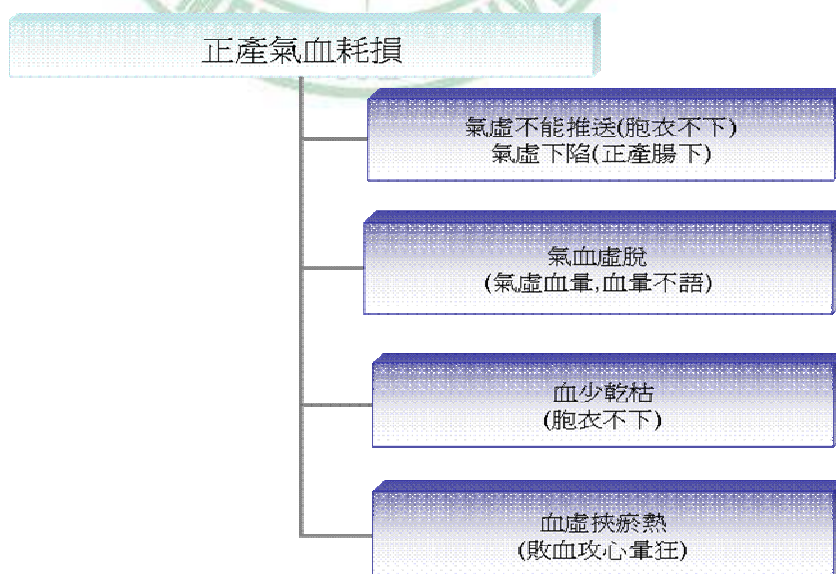 正產氣血耗損
氣虛不能推送(胞衣不下)
氣虛下陷(正產腸下)
氣血虛脫
(氣虛血暈,血暈不語)
血少乾枯
(胞衣不下)
血虛挾瘀熱
(敗血攻心暈狂)